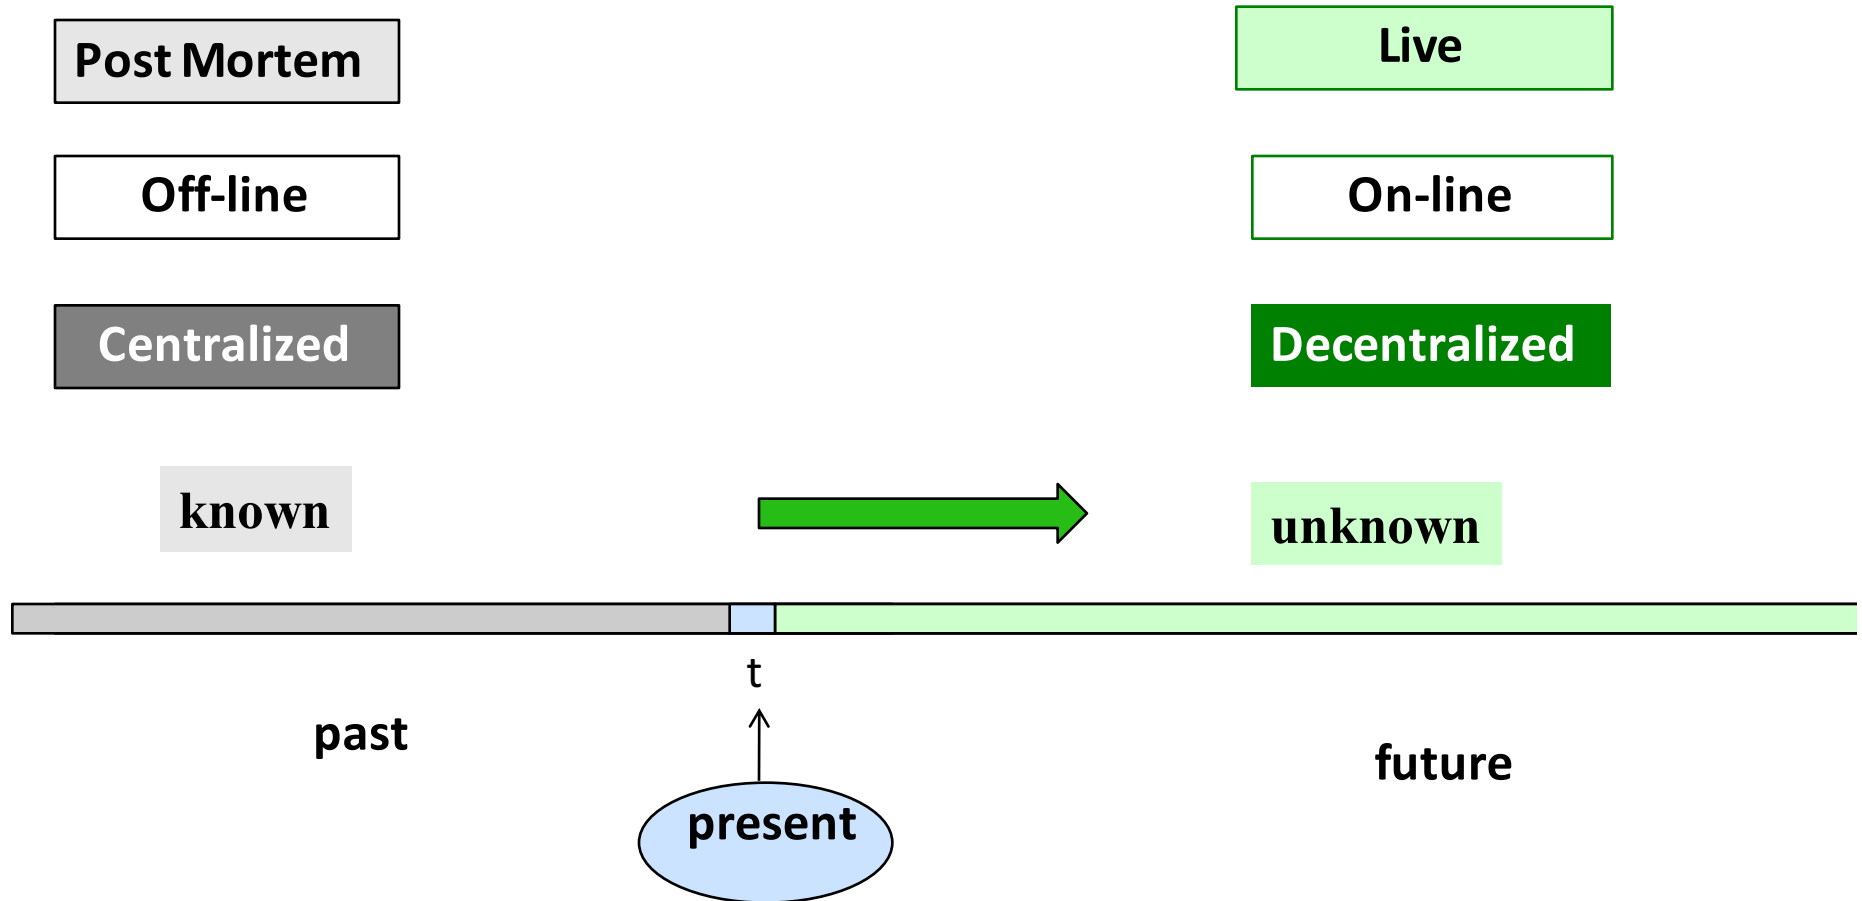 Post Mortem
Live
Off-line
On-line
Centralized
Decentralized
known
unknown
t
past
future
present